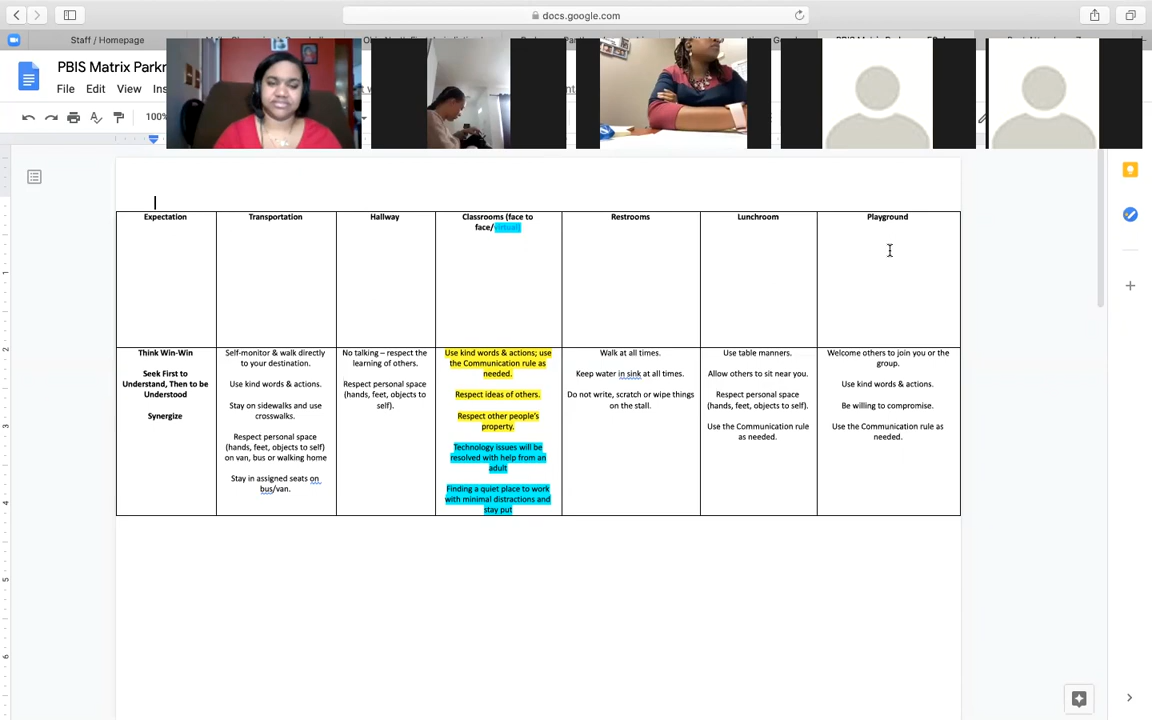 docs.google.com
Staff / Homepage
PBIS Matrix Parkr
File Edit View Ins
100%
Expectation
Transportation
Hallway
Classrooms (face to
face/virtual)
Restrooms
Lunchroom
Playground
Think Win-Win
Seek First to
Understand, Then to be
Understood
Synergize
Self-monitor & walk directly
to your destination.
Use kind words & actions.
Stay on sidewalks and use
crosswalks.
Respect personal space
(hands, feet, objects to self)
on van, bus or walking home
Stay in assigned seats on
bus/van.
No talking – respect the
learning of others.
Respect personal space
(hands, feet, objects to
self).
Use kind words & actions; use
the Communication rule as
needed.
Respect ideas of others.
Respect other people's
property.
Technology issues will be
resolved with help from an
adult
Finding a quiet place to work
with minimal distractions and
stay put
Walk at all times.
Keep water in sink at all times.
Do not write, scratch or wipe things
on the stall.
Use table manners.
Allow others to sit near you.
Respect personal space
(hands, feet, objects to self).
Use the Communication rule
as needed.
Welcome others to join you or the
group.
Use kind words & actions.
Be willing to compromise.
Use the Communication rule as
needed.
1
2
3
4
5
6